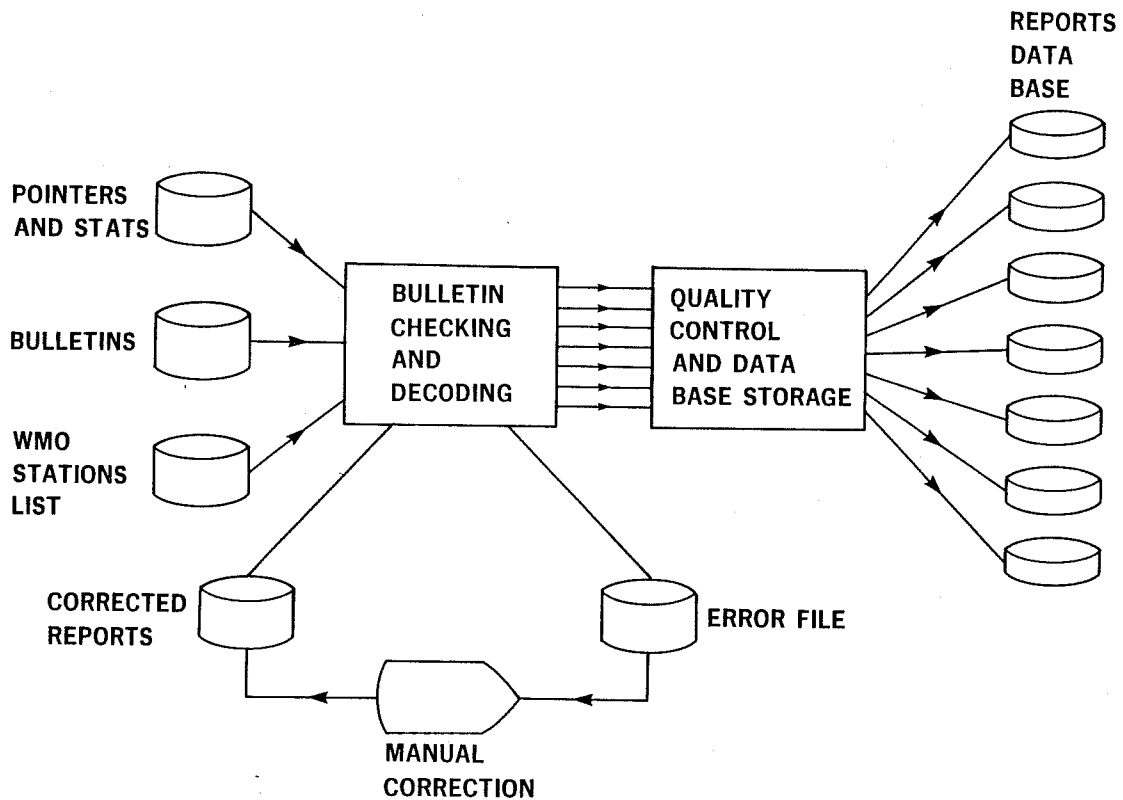 REPORTS
DATA
BASE
POINTERS
AND STATS
BULLETINS
WMO
STATIONS
LIST
BULLETIN
CHECKING
AND
DECODING
QUALITY
CONTROL
AND DATA
BASE STORAGE
CORRECTED
REPORTS
ERROR FILE
MANUAL
CORRECTION